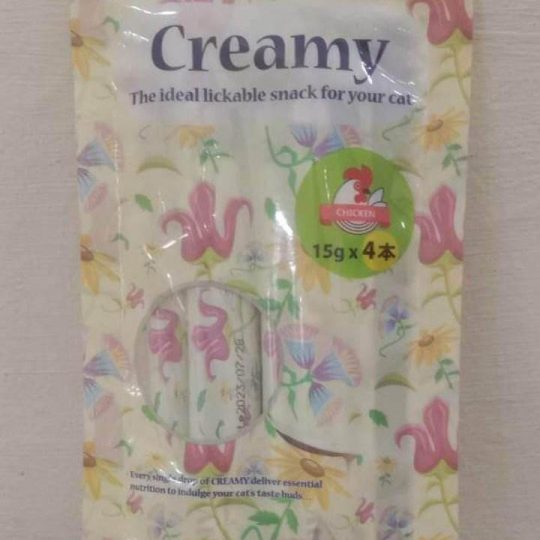 Creamy
The ideal lickable snack for your cat
CHICKEN
15g x 4本
2023/07/26
Every single drop of CREAMY deliver essential
nutrition to indulge your cat's taste buds...